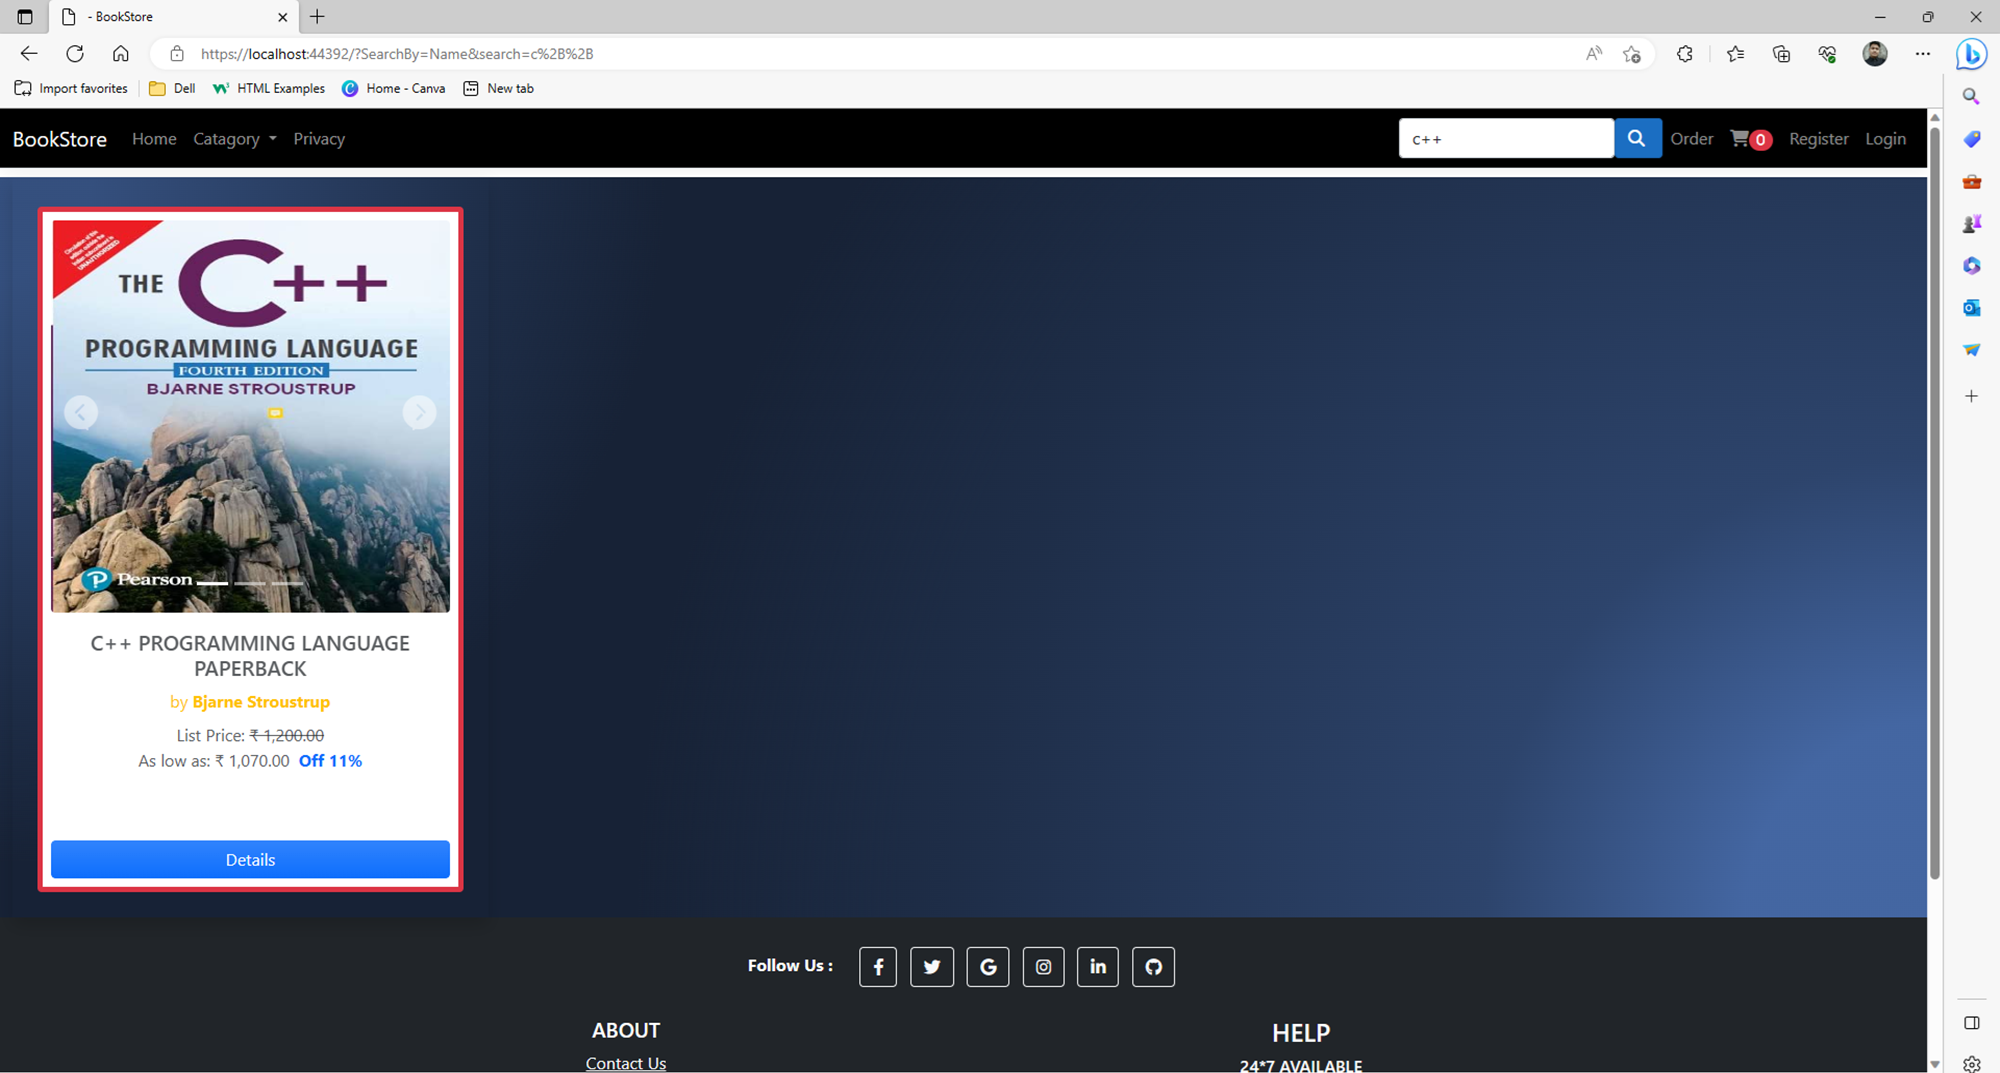 - BookStore
https://localhost:44392/?SearchBy=Name&search=c%2B%2B
Import favorites Dell HTML Examples Home - Canva New tab
BookStore Home Catagory Privacy c++ Order 0 Register Login
THE C++
PROGRAMMING LANGUAGE
FOURTH EDITION
BJARNE STROUSTRUP
Pearson
C++ PROGRAMMING LANGUAGE
PAPERBACK
by Bjarne Stroustrup
List Price: ₹ 1,200.00
As low as: ₹ 1,070.00 Off 11%
Details
Follow Us :
ABOUT HELP
Contact Us 24*7 AVAILABLE